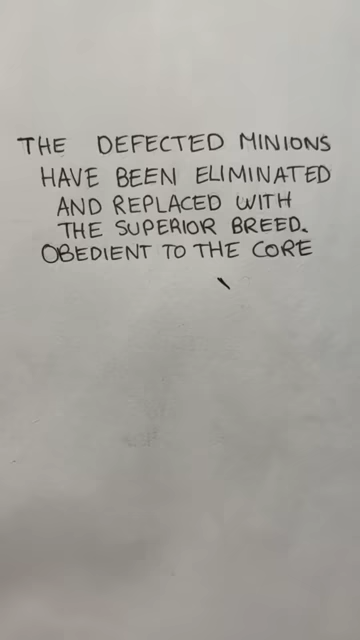 THE DEFECTED MINIONS
HAVE BEEN ELIMINATED
AND REPLACED WITH
THE SUPERIOR BREED.
OBEDIENT TO THE CORE